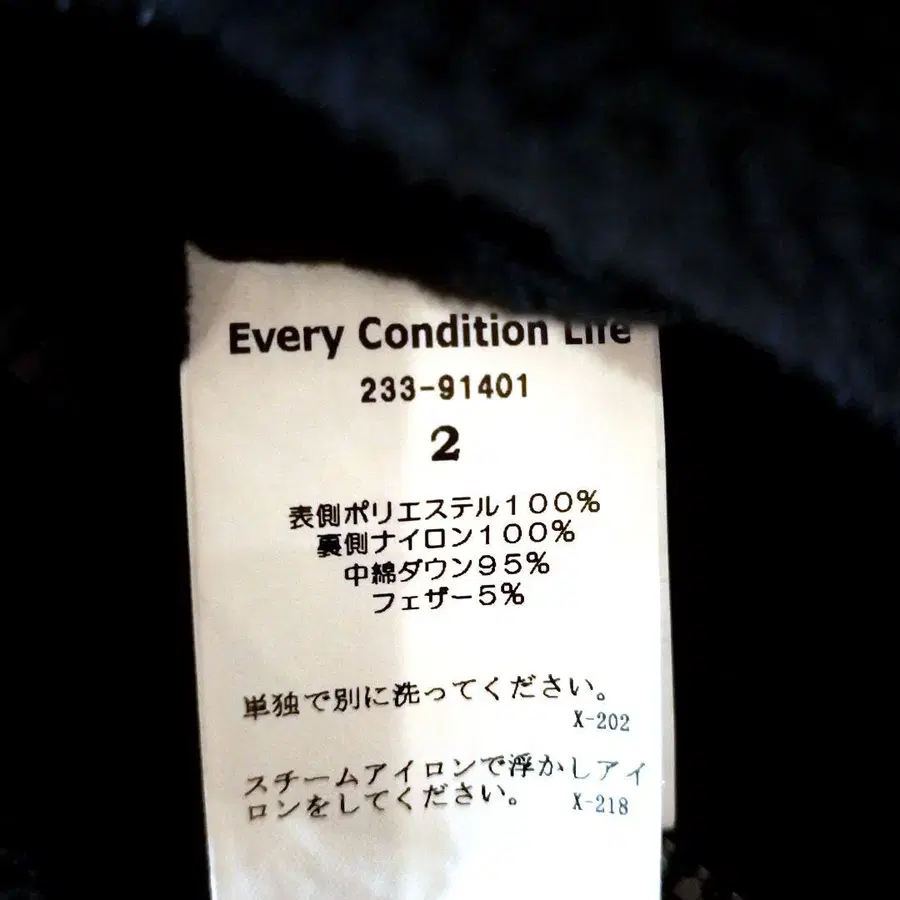 Every Condition Life
233-91401
2
表側ポリエステル100%
裏側ナイロン100%
中綿ダウン95%
フェザー5%
単独で別に洗ってください。
X-202
スチームアイロンで浮かしアイ
ロンをしてください。 X-218